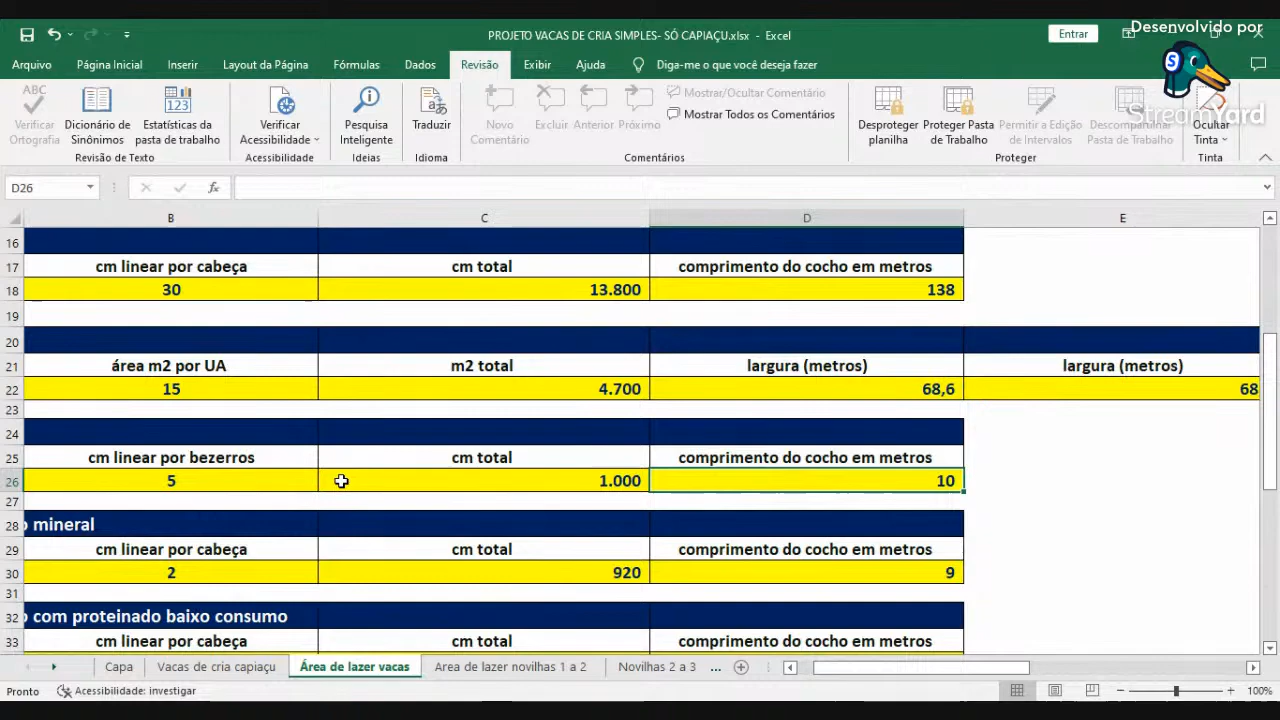 Desenvolvido por
StreamYard
PROJETO VACAS DE CRIA SIMPLES- SÓ CAPIAÇU.xlsx - Excel
Entrar
Arquivo Página Inicial Inserir Layout da Página Fórmulas Dados Revisão Exibir Ajuda Diga-me o que você deseja fazer
Verificar Ortografia
Dicionário de Sinônimos
Estatísticas da pasta de trabalho
Revisão de Texto
Verificar Acessibilidade
Acessibilidade
Pesquisa Inteligente
Ideias
Traduzir
Idioma
Novo Comentário
Excluir
Anterior
Próximo
Mostrar/Ocultar Comentário
Mostrar Todos os Comentários
Comentários
Desproteger planilha
Proteger Pasta de Trabalho
Permitir a Edição de Intervalos
Descompartilhar Pasta de Trabalho
Proteger
Ocultar Tinta
Tinta
D26 fx
B C D E
16
17 cm linear por cabeça cm total comprimento do cocho em metros
18 30 13.800 138
19
20
21 área m2 por UA m2 total largura (metros) largura (metros)
22 15 4.700 68,6 68
23
24
25 cm linear por bezerros cm total comprimento do cocho em metros
26 5 1.000 10
27
28 o mineral
29 cm linear por cabeça cm total comprimento do cocho em metros
30 2 920 9
31
32 o com proteinado baixo consumo
33 cm linear por cabeça cm total comprimento do cocho em metros
Capa Vacas de cria capiaçu Área de lazer vacas Area de lazer novilhas 1 a 2 Novilhas 2 a 3 ...
Pronto Acessibilidade: investigar 100%